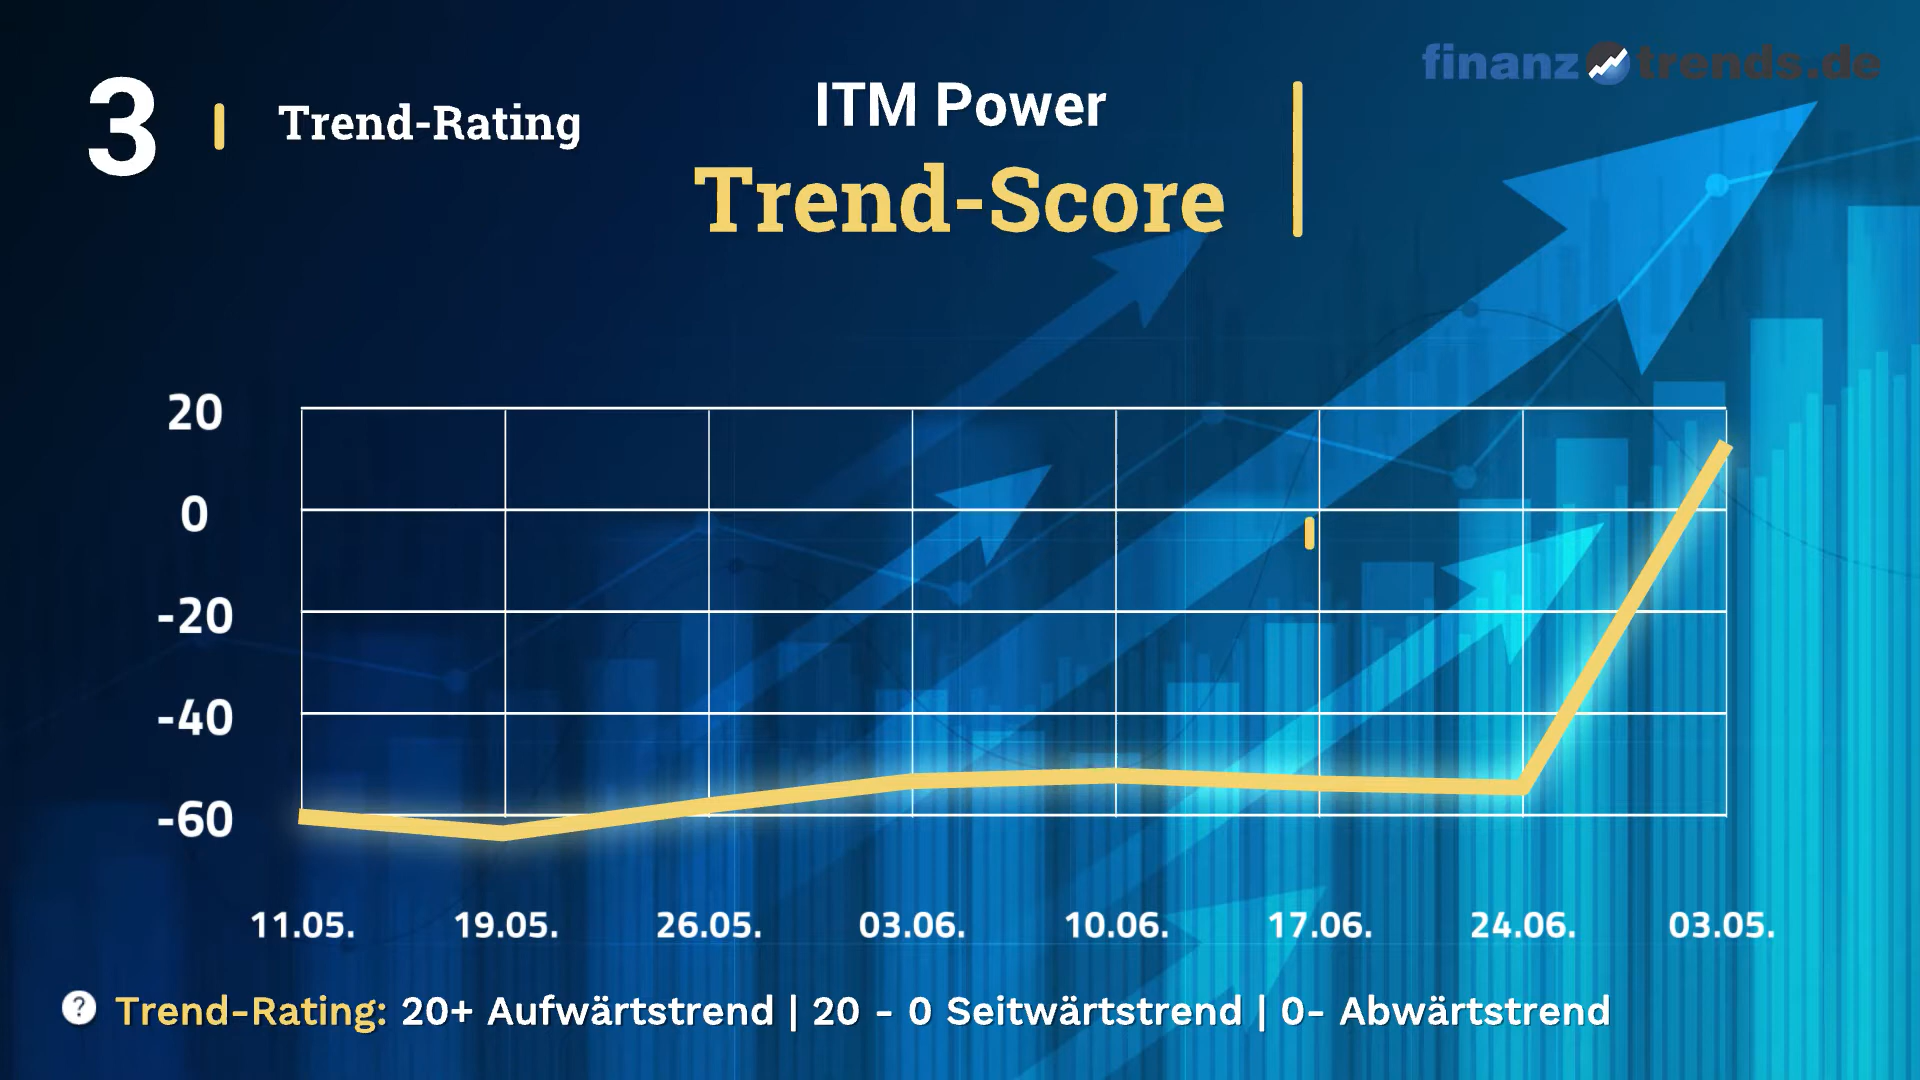 finanztrends.de
3 Trend-Rating
ITM Power
Trend-Score
20
0
-20
-40
-60
11.05. 19.05. 26.05. 03.06. 10.06. 17.06. 24.06. 03.05.
? Trend-Rating: 20+ Aufwärtstrend | 20 - 0 Seitwärtstrend | 0- Abwärtstrend